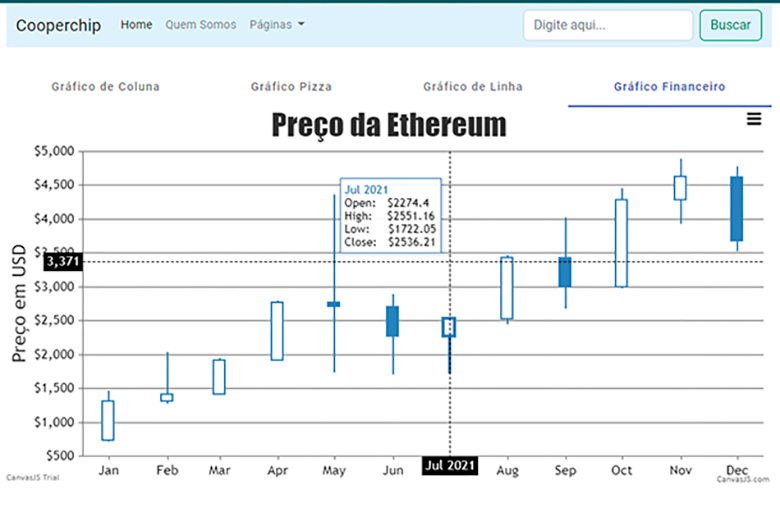 Cooperchip Home Quem Somos Páginas Digite aqui... Buscar
Gráfico de Coluna Gráfico Pizza Gráfico de Linha Gráfico Financeiro
Preço da Ethereum
Preço em USD
$5,000
$4,500
$4,000
$3,500
3,371
$3,000
$2,500
$2,000
$1,500
$1,000
$500
Jul 2021
Open: $2274.4
High: $2551.16
Low: $1722.05
Close: $2536.21
Jan Feb Mar Apr May Jun Jul 2021 Aug Sep Oct Nov Dec
CanvasJS Trial CanvasJS.com